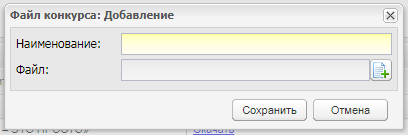 Файл конкурса: Добавление
Наименование:
Файл:
Сохранить Отмена
Скачать